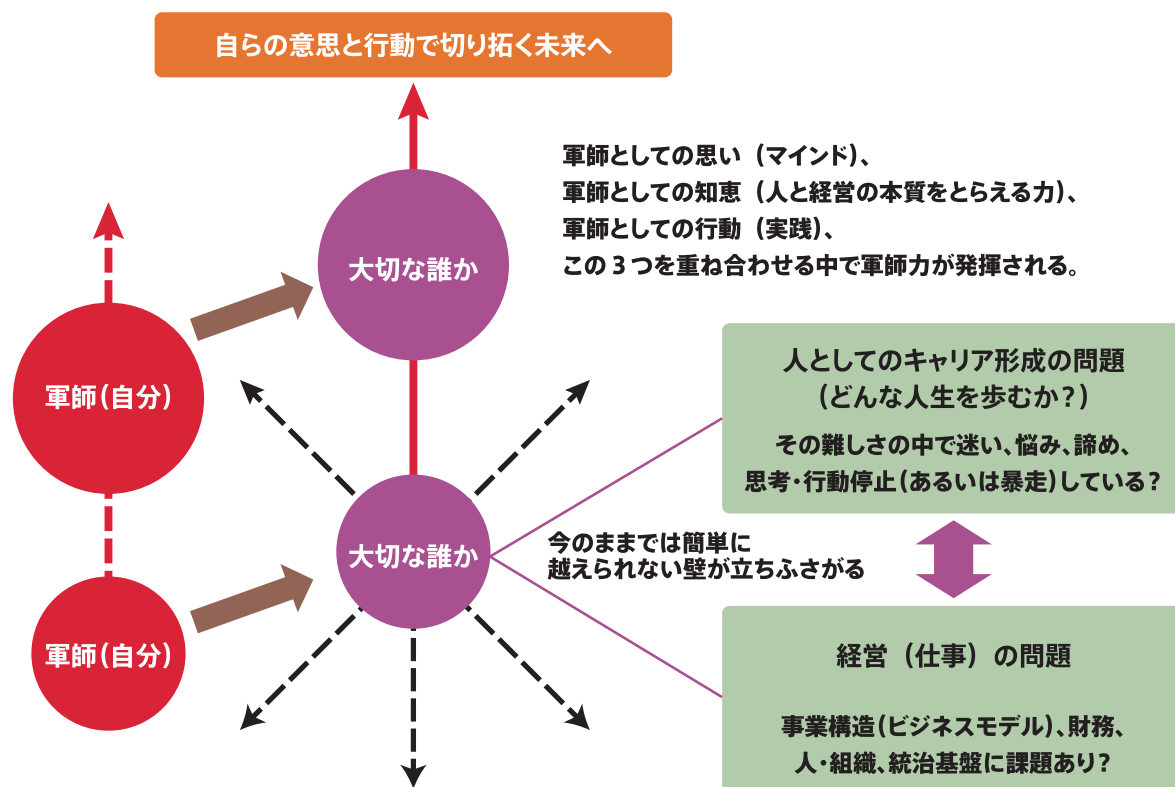 自らの意思と行動で切り拓く未来へ
軍師としての思い（マインド）、
軍師としての知恵（人と経営の本質をとらえる力）、
軍師としての行動（実践）、
この3つを重ね合わせる中で軍師力が発揮される。
大切な誰か
軍師(自分)
人としてのキャリア形成の問題
（どんな人生を歩むか？）
その難しさの中で迷い、悩み、諦め、
思考・行動停止(あるいは暴走)している？
今のままでは簡単に
越えられない壁が立ちふさがる
大切な誰か
軍師(自分)
経営（仕事）の問題
事業構造(ビジネスモデル)、財務、
人・組織、統治基盤に課題あり？